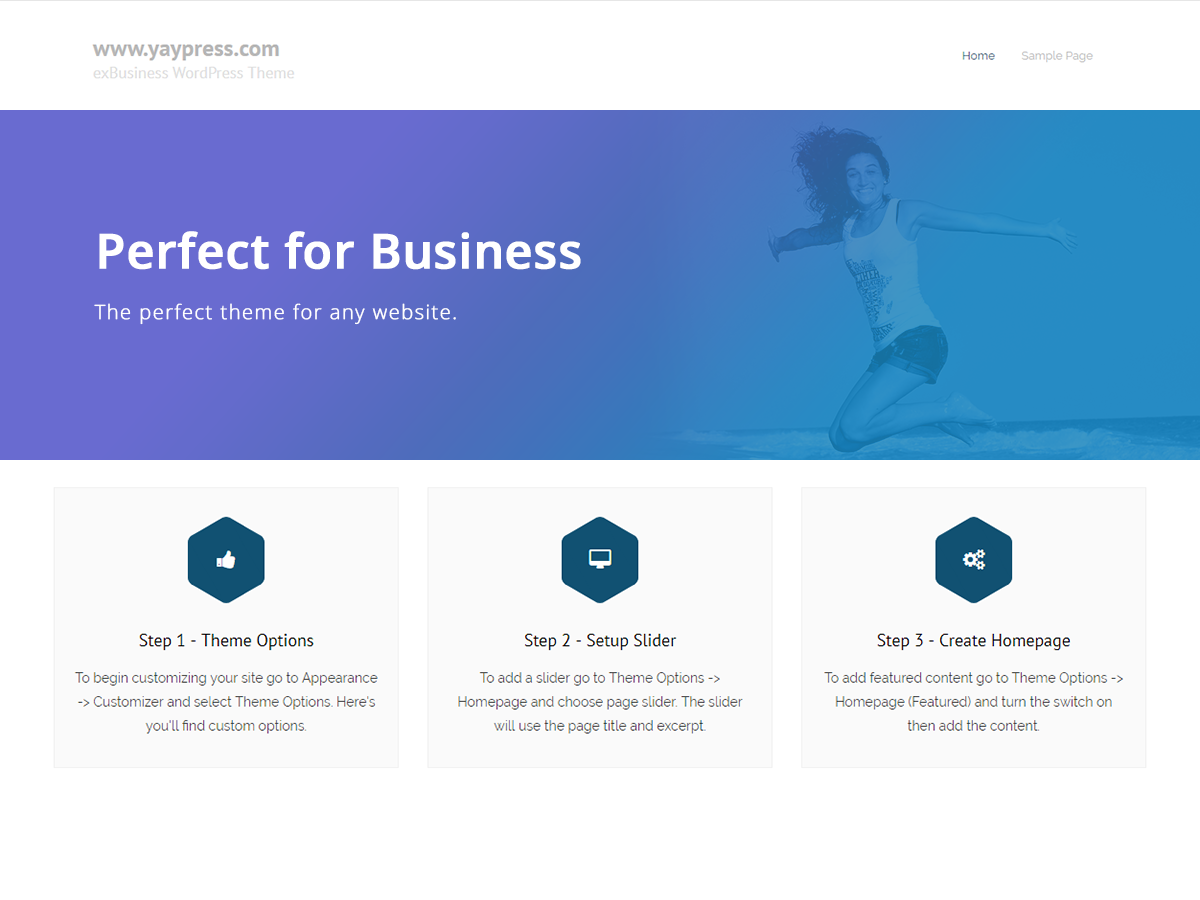 www.yaypress.com
exBusiness WordPress Theme
Home
Sample Page
Perfect for Business
The perfect theme for any website.
Step 1 - Theme Options
To begin customizing your site go to Appearance
-> Customizer and select Theme Options. Here's
you'll find custom options.
Step 2 - Setup Slider
To add a slider go to Theme Options ->
Homepage and choose page slider. The slider
will use the page title and excerpt.
Step 3 - Create Homepage
To add featured content go to Theme Options ->
Homepage (Featured) and turn the switch on
then add the content.